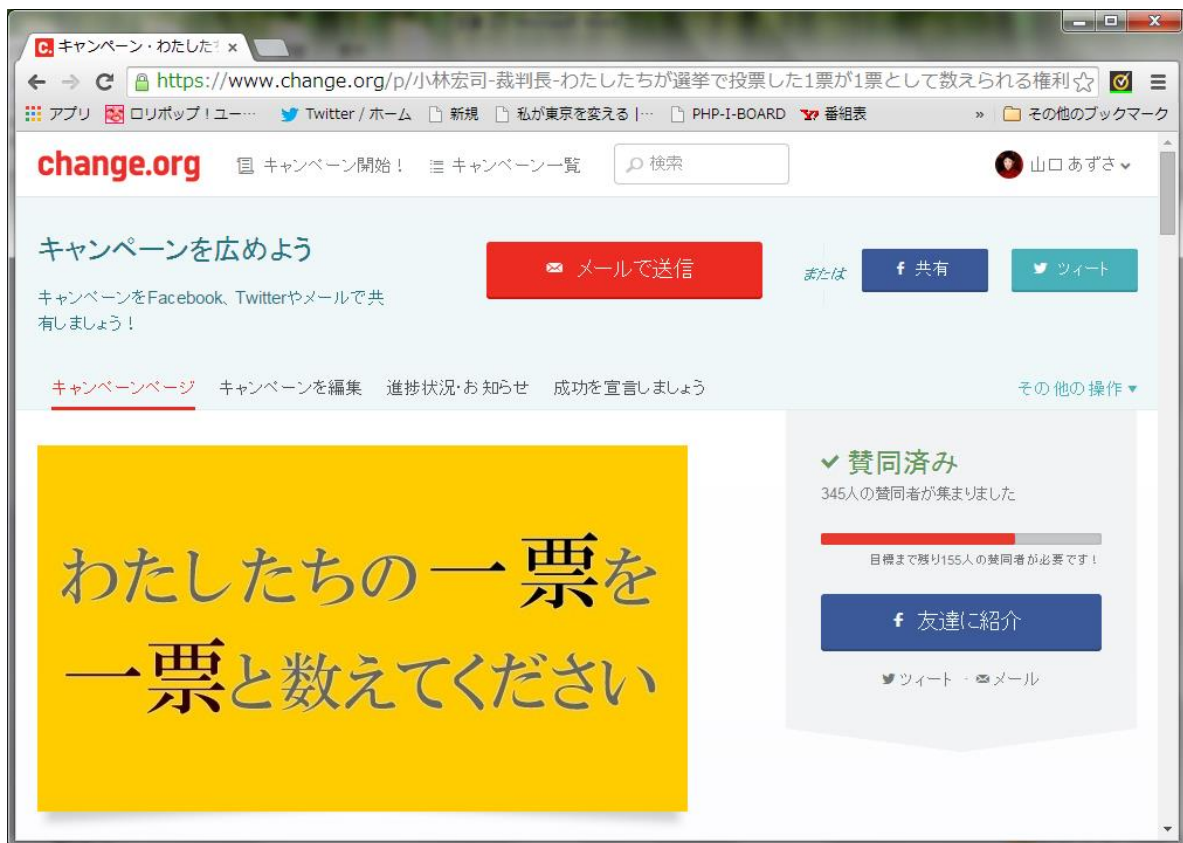 キャンペーン・わたした
https://www.change.org/p/小林宏司-裁判長-わたしたちが選挙で投票した1票が1票として数えられる権利
アプリ ロリポップ！ユー… Twitter / ホーム 新規 私が東京を変える |… PHP-I-BOARD 番組表 » その他のブックマーク
change.org キャンペーン開始！ キャンペーン一覧 検索 山口 あずさ
キャンペーンを広めよう
キャンペーンをFacebook、Twitterやメールで共
有しましょう！
メールで送信 または 共有 ツィート
キャンペーンページ キャンペーンを編集 進捗状況・お知らせ 成功を宣言しましょう その他の操作
わたしたちの一票を
一票と数えてください
賛同済み
345人の賛同者が集まりました
目標まで残り155人の賛同者が必要です！
友達に紹介
ツィート · メール